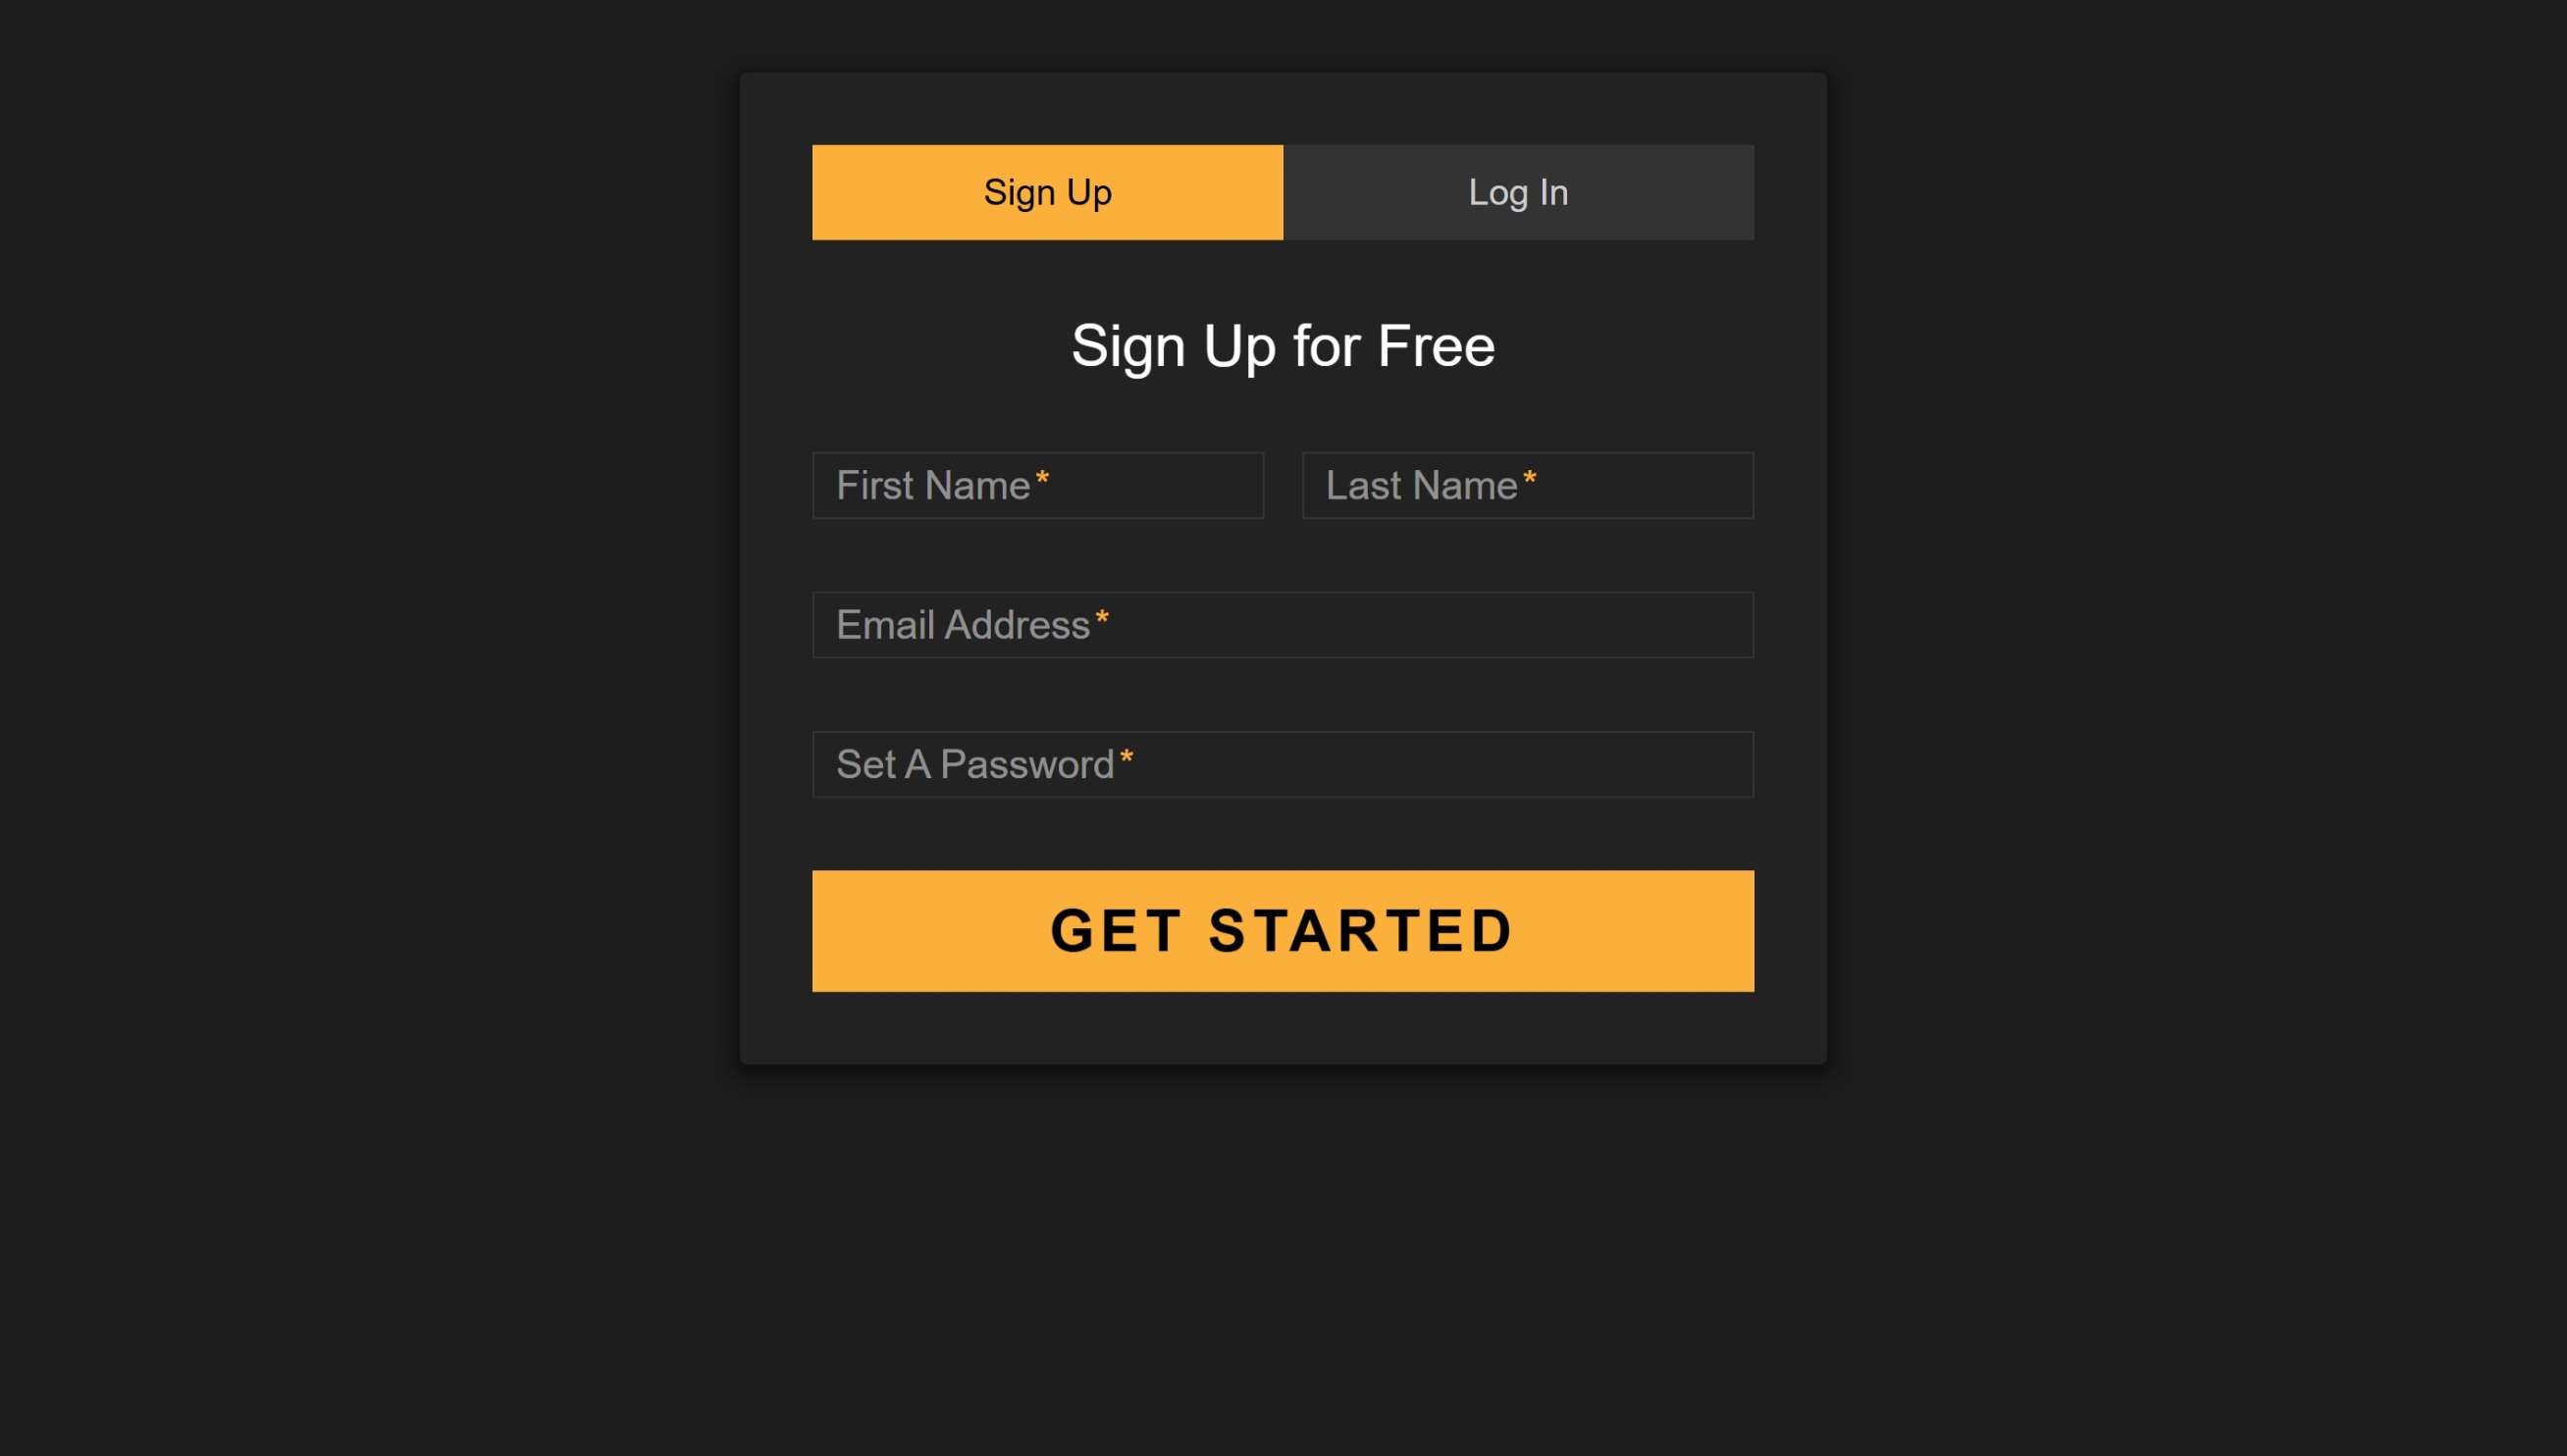 Sign Up Log In
Sign Up for Free
First Name* Last Name*
Email Address*
Set A Password*
GET STARTED